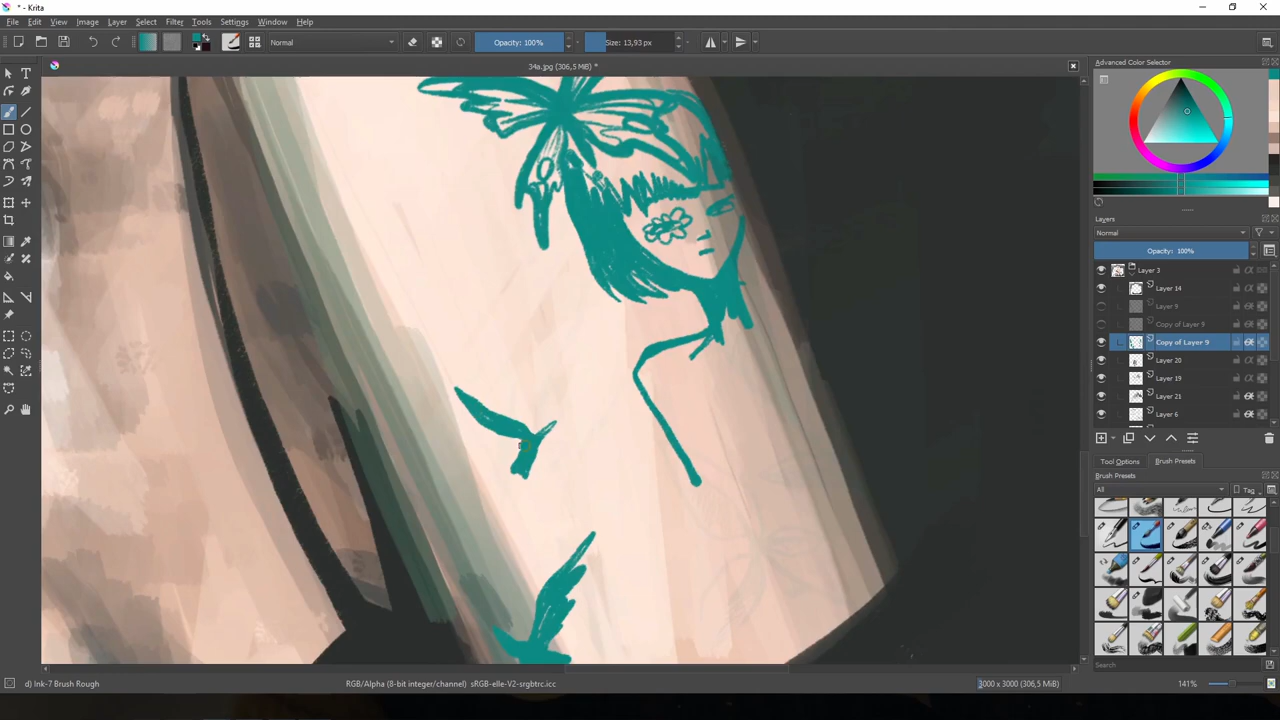 * - Krita
File Edit View Image Layer Select Filter Tools Settings Window Help
Normal
Opacity: 100%
Size: 13,93 px
34a.jpg (306,5 MiB) *
Advanced Color Selector
Layers
Normal
Opacity: 100%
Layer 3
Layer 14
Layer 9
Copy of Layer 9
Copy of Layer 9
Layer 20
Layer 19
Layer 21
Layer 6
Tool Options Brush Presets
Brush Presets
All
Tag
Search
d) Ink-7 Brush Rough
RGB/Alpha (8-bit integer/channel) sRGB-elle-V2-srgbtrc.icc
3000 x 3000 (306,5 MiB)
141%